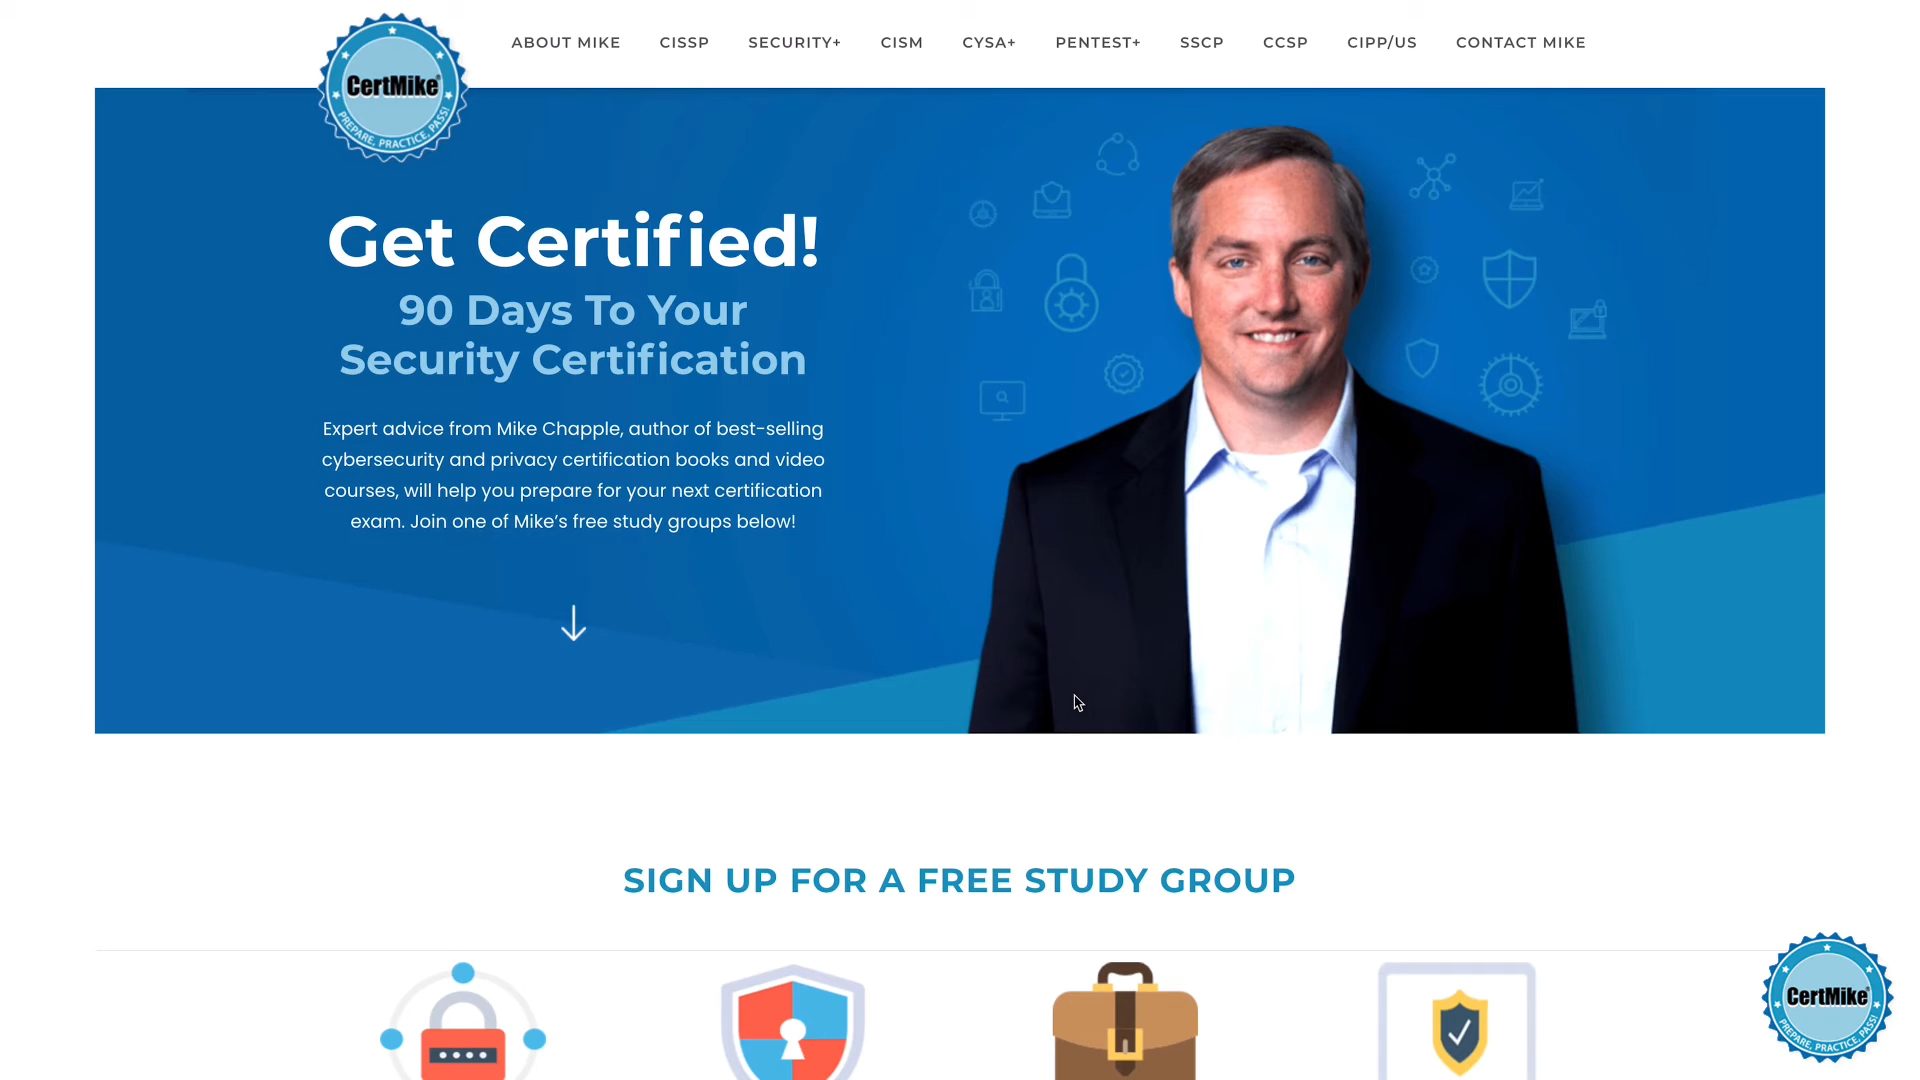 CertMike®
PREPARE, PRACTICE, PASS!
ABOUT MIKE
CISSP
SECURITY+
CISM
CYSA+
PENTEST+
SSCP
CCSP
CIPP/US
CONTACT MIKE
Get Certified!
90 Days To Your
Security Certification
Expert advice from Mike Chapple, author of best-selling
cybersecurity and privacy certification books and video
courses, will help you prepare for your next certification
exam. Join one of Mike’s free study groups below!
SIGN UP FOR A FREE STUDY GROUP
CertMike®
PREPARE, PRACTICE, PASS!